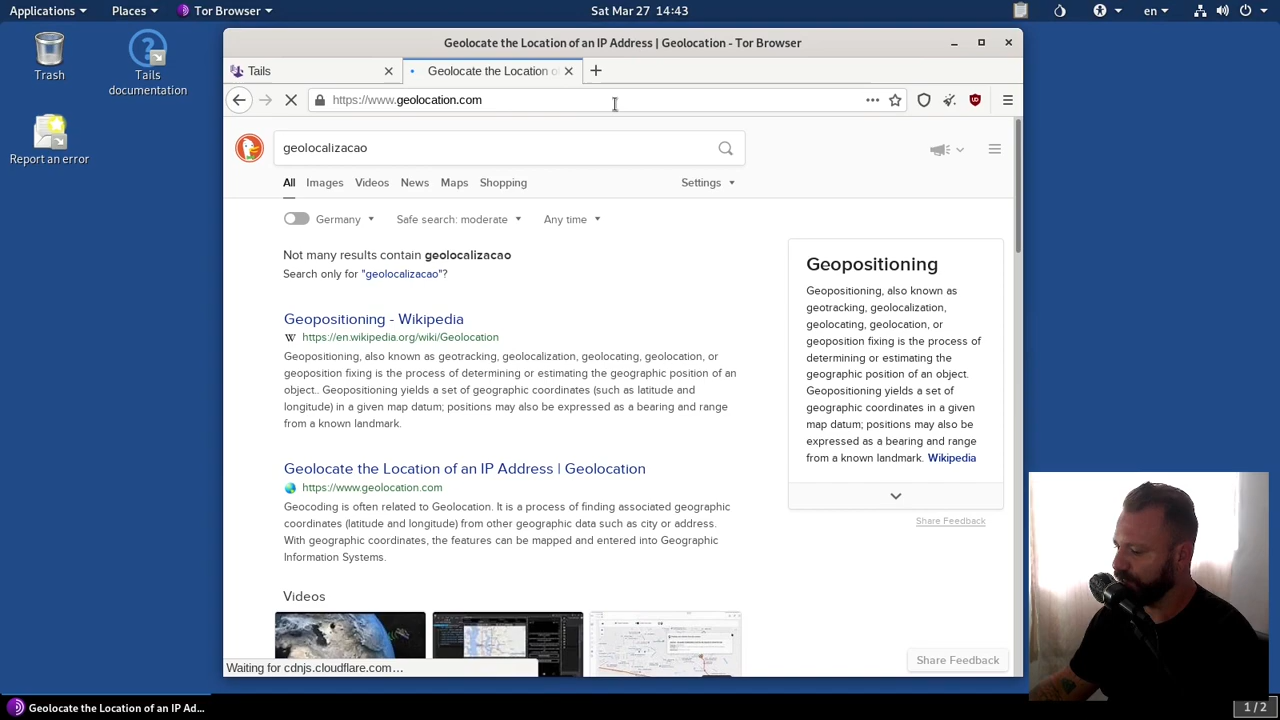 Applications
Places
Tor Browser
Sat Mar 27 14:43
en
Trash
Tails
documentation
Report an error
Geolocate the Location of an IP Address | Geolocation - Tor Browser
Tails
Geolocate the Location o
https://www.geolocation.com
geolocalizacao
All
Images
Videos
News
Maps
Shopping
Settings
Germany
Safe search: moderate
Any time
Not many results contain geolocalizacao
Search only for "geolocalizacao"?
Geopositioning - Wikipedia
W https://en.wikipedia.org/wiki/Geolocation
Geopositioning, also known as geotracking, geolocalization, geolocating, geolocation, or
geoposition fixing is the process of determining or estimating the geographic position of an
object.. Geopositioning yields a set of geographic coordinates (such as latitude and
longitude) in a given map datum; positions may also be expressed as a bearing and range
from a known landmark.
Geolocate the Location of an IP Address | Geolocation
https://www.geolocation.com
Geocoding is often related to Geolocation. It is a process of finding associated geographic
coordinates (latitude and longitude) from other geographic data such as city or address.
With geographic coordinates, the features can be mapped and entered into Geographic
Information Systems.
Videos
Geopositioning
Geopositioning, also known as
geotracking, geolocalization,
geolocating, geolocation, or
geoposition fixing is the process of
determining or estimating the
geographic position of an object.
Geopositioning yields a set of
geographic coordinates (such as
latitude and longitude) in a given
map datum; positions may also be
expressed as a bearing and range
from a known landmark. Wikipedia
Share Feedback
Share Feedback
Waiting for cdnjs.cloudflare.com…
Geolocate the Location of an IP Ad...
1 / 2